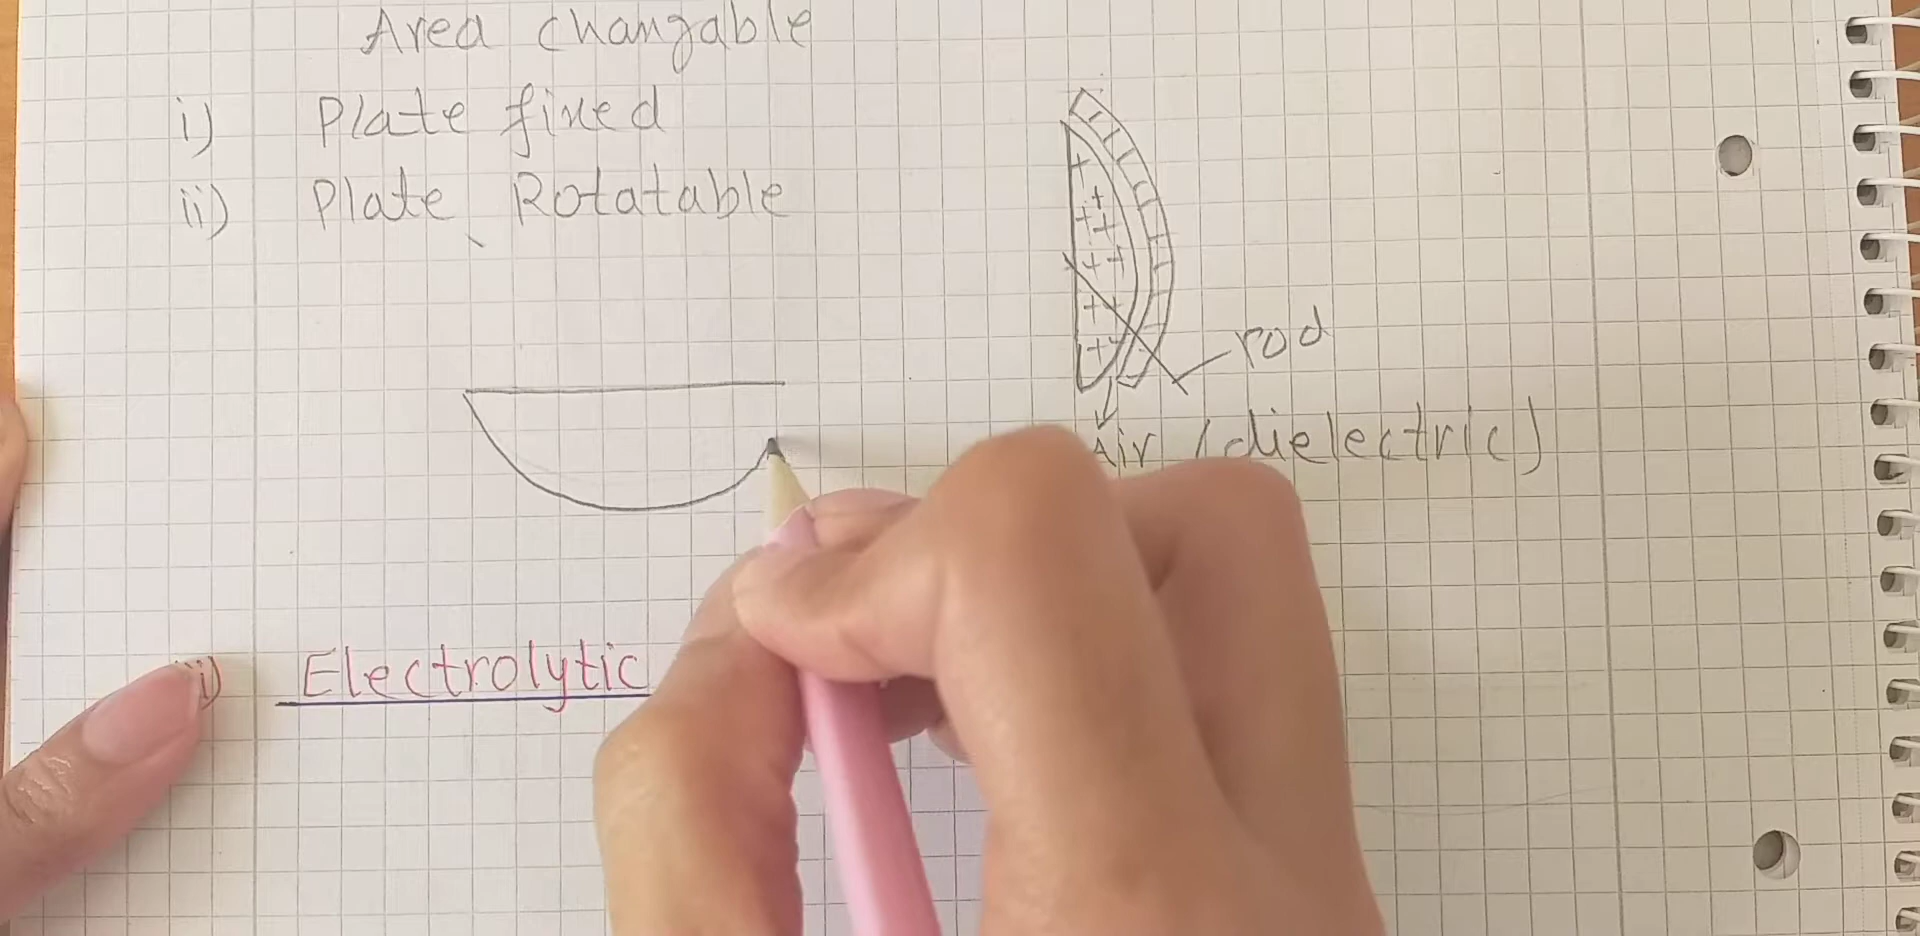 Area changable
i) Plate fixed
ii) Plate Rotatable
rod
Air (dielectric)
Electrolytic